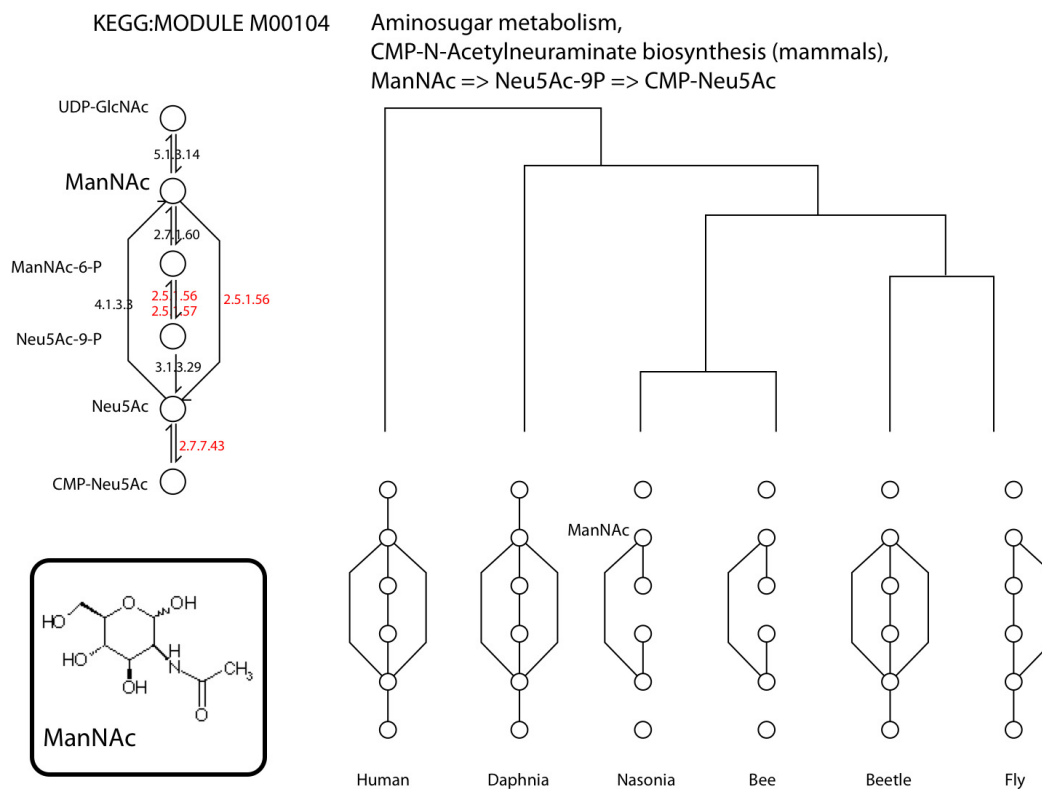 KEGG:MODULE M00104
Aminosugar metabolism,
CMP-N-Acetylneuraminate biosynthesis (mammals),
ManNAc => Neu5Ac-9P => CMP-Neu5Ac
UDP-GlcNAc
5.1.3.14
ManNAc
2.7.1.60
ManNAc-6-P
4.1.3.3
2.5.1.56
2.5.1.57
2.5.1.56
Neu5Ac-9-P
3.1.3.29
Neu5Ac
2.7.7.43
CMP-Neu5Ac
ManNAc
HO
O
OH
HO
OH
H
N
CH3
O
ManNAc
Human
Daphnia
Nasonia
Bee
Beetle
Fly